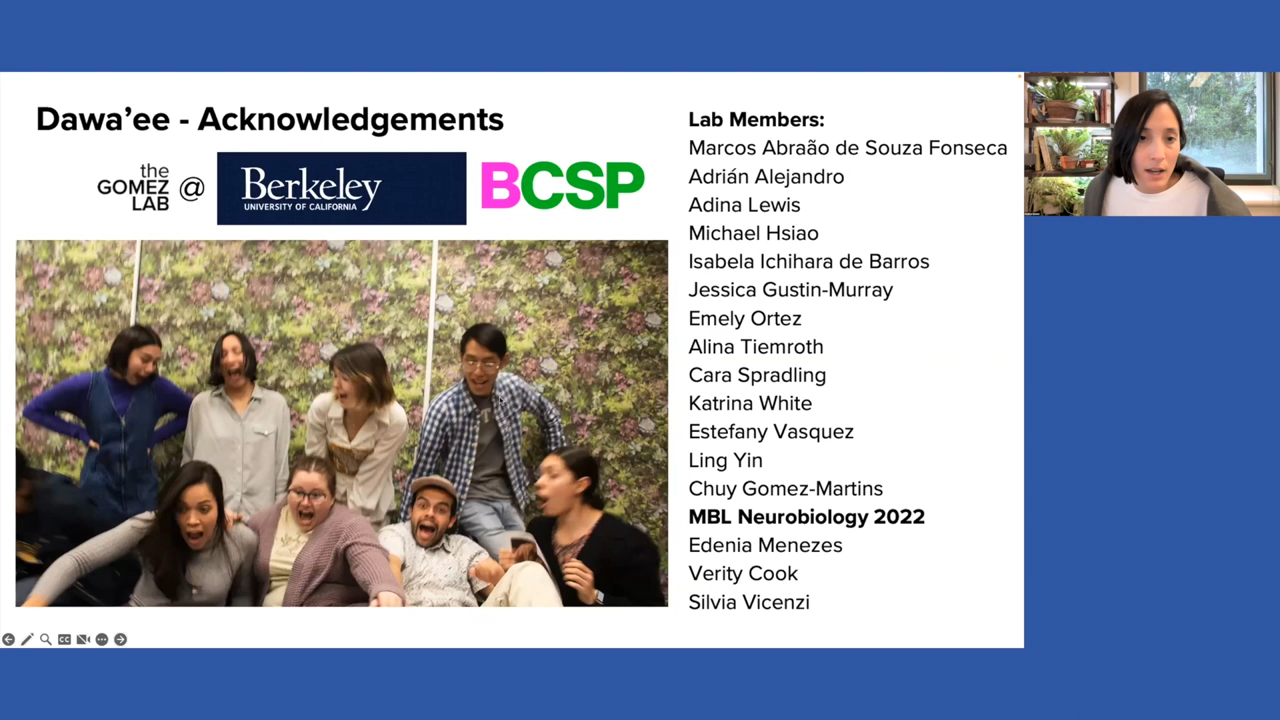 Dawa’ee - Acknowledgements
the
GOMEZ
LAB
@
Berkeley
UNIVERSITY OF CALIFORNIA
BCSP
Lab Members:
Marcos Abraão de Souza Fonseca
Adrián Alejandro
Adina Lewis
Michael Hsiao
Isabela Ichihara de Barros
Jessica Gustin-Murray
Emely Ortez
Alina Tiemroth
Cara Spradling
Katrina White
Estefany Vasquez
Ling Yin
Chuy Gomez-Martins
MBL Neurobiology 2022
Edenia Menezes
Verity Cook
Silvia Vicenzi
CC